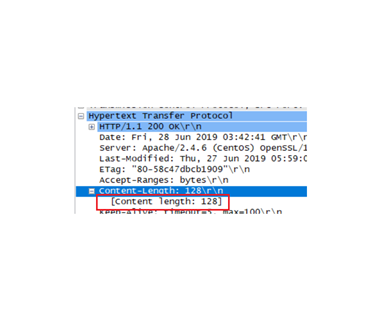 Hypertext Transfer Protocol
HTTP/1.1 200 OK\r\n
Date: Fri, 28 Jun 2019 03:42:41 GMT\r\n
Server: Apache/2.4.6 (CentOS) OpenSSL/1
Last-Modified: Thu, 27 Jun 2019 05:59:0
ETag: "80-58c47dbcb1909"\r\n
Accept-Ranges: bytes\r\n
Content-Length: 128\r\n
[Content length: 128]
Keep-Alive: timeout=5, max=100\r\n